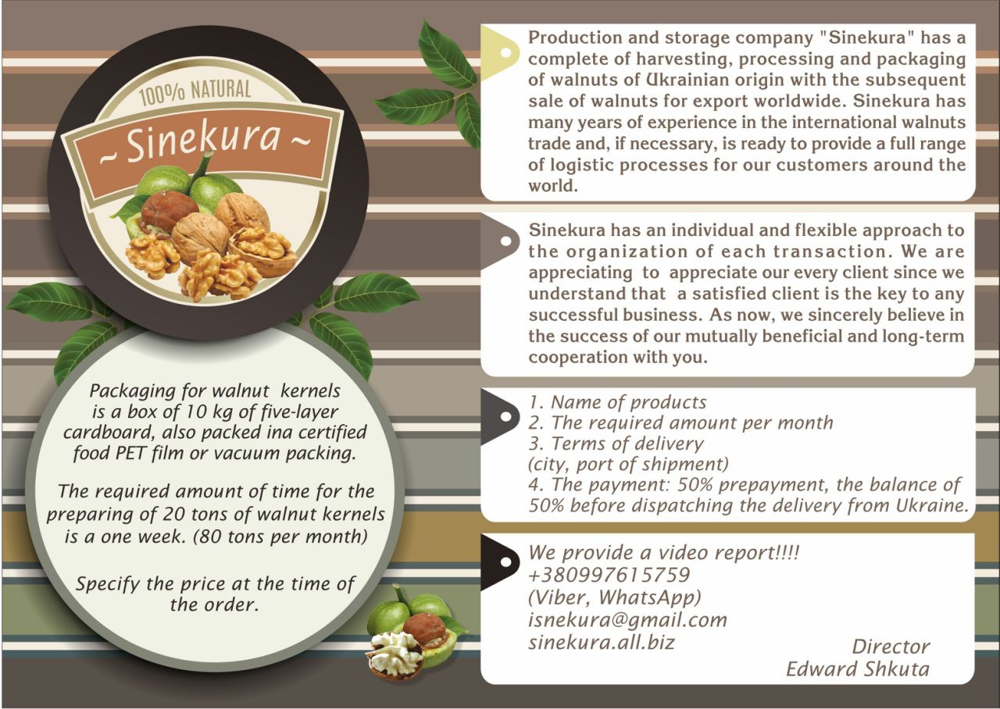 100% NATURAL
~ Sinekura ~
Packaging for walnut kernels
is a box of 10 kg of five-layer
cardboard, also packed ina certified
food PET film or vacuum packing.
The required amount of time for the
preparing of 20 tons of walnut kernels
is a one week. (80 tons per month)
Specify the price at the time of
the order.
Production and storage company "Sinekura" has a
complete of harvesting, processing and packaging
of walnuts of Ukrainian origin with the subsequent
sale of walnuts for export worldwide. Sinekura has
many years of experience in the international walnuts
trade and, if necessary, is ready to provide a full range
of logistic processes for our customers around the
world.
Sinekura has an individual and flexible approach to
the organization of each transaction. We are
appreciating to appreciate our every client since we
understand that a satisfied client is the key to any
successful business. As now, we sincerely believe in
the success of our mutually beneficial and long-term
cooperation with you.
1. Name of products
2. The required amount per month
3. Terms of delivery
(city, port of shipment)
4. The payment: 50% prepayment, the balance of
50% before dispatching the delivery from Ukraine.
We provide a video report!!!!
+380997615759
(Viber, WhatsApp)
isnekura@gmail.com
sinekura.all.biz
Director
Edward Shkuta